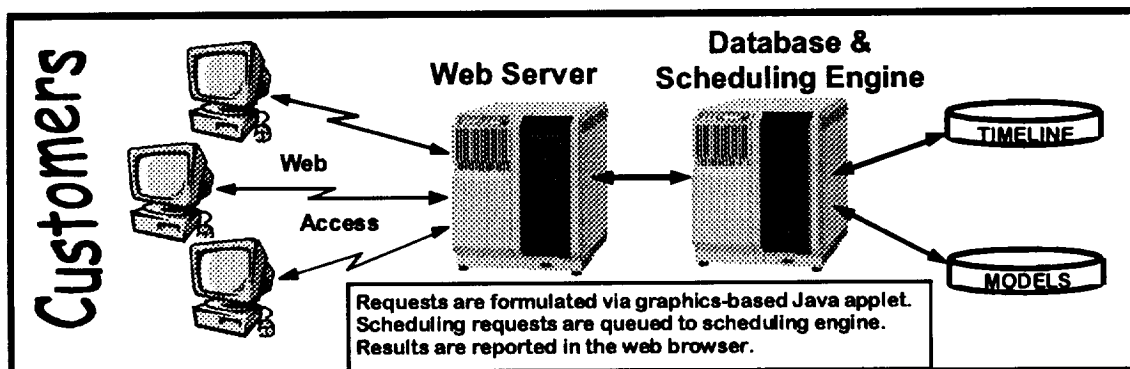 Customers
Web
Access
Web Server
Database &
Scheduling Engine
TIMELINE
MODELS
Requests are formulated via graphics-based Java applet.
Scheduling requests are queued to scheduling engine.
Results are reported in the web browser.